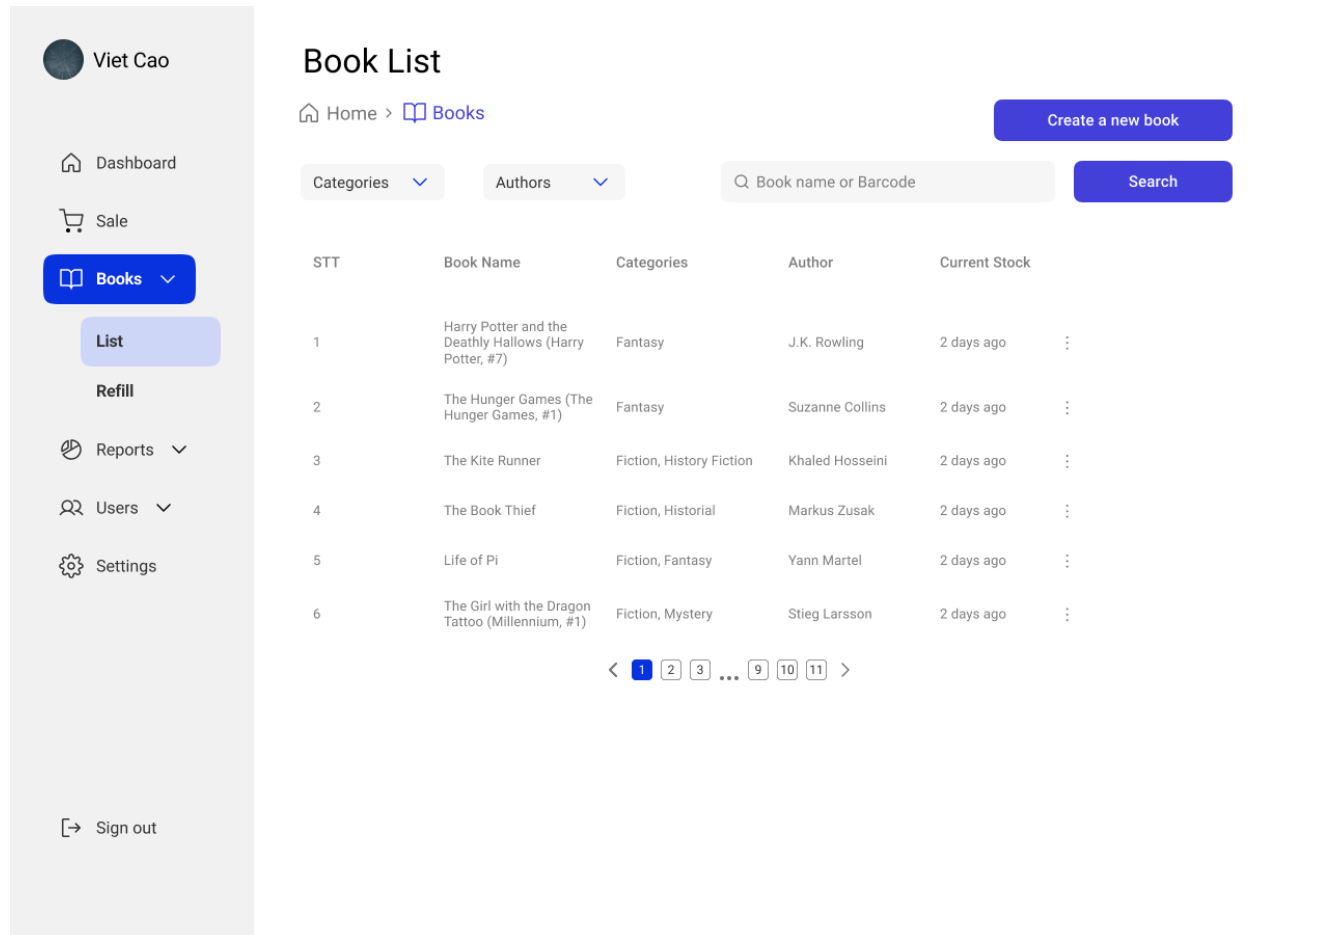 Viet Cao
Dashboard
Sale
Books
List
Refill
Reports
Users
Settings
Sign out
Book List
Home > Books
Create a new book
Categories
Authors
Book name or Barcode
Search
STT Book Name Categories Author Current Stock
Harry Potter and the
1 Deathly Hallows (Harry Fantasy J.K. Rowling 2 days ago
Potter, #7)
The Hunger Games (The
2 Fantasy Suzanne Collins 2 days ago
Hunger Games, #1)
3 The Kite Runner Fiction, History Fiction Khaled Hosseini 2 days ago
4 The Book Thief Fiction, Historial Markus Zusak 2 days ago
5 Life of Pi Fiction, Fantasy Yann Martel 2 days ago
The Girl with the Dragon
6 Fiction, Mystery Stieg Larsson 2 days ago
Tattoo (Millennium, #1)
1 2 3 ... 9 10 11